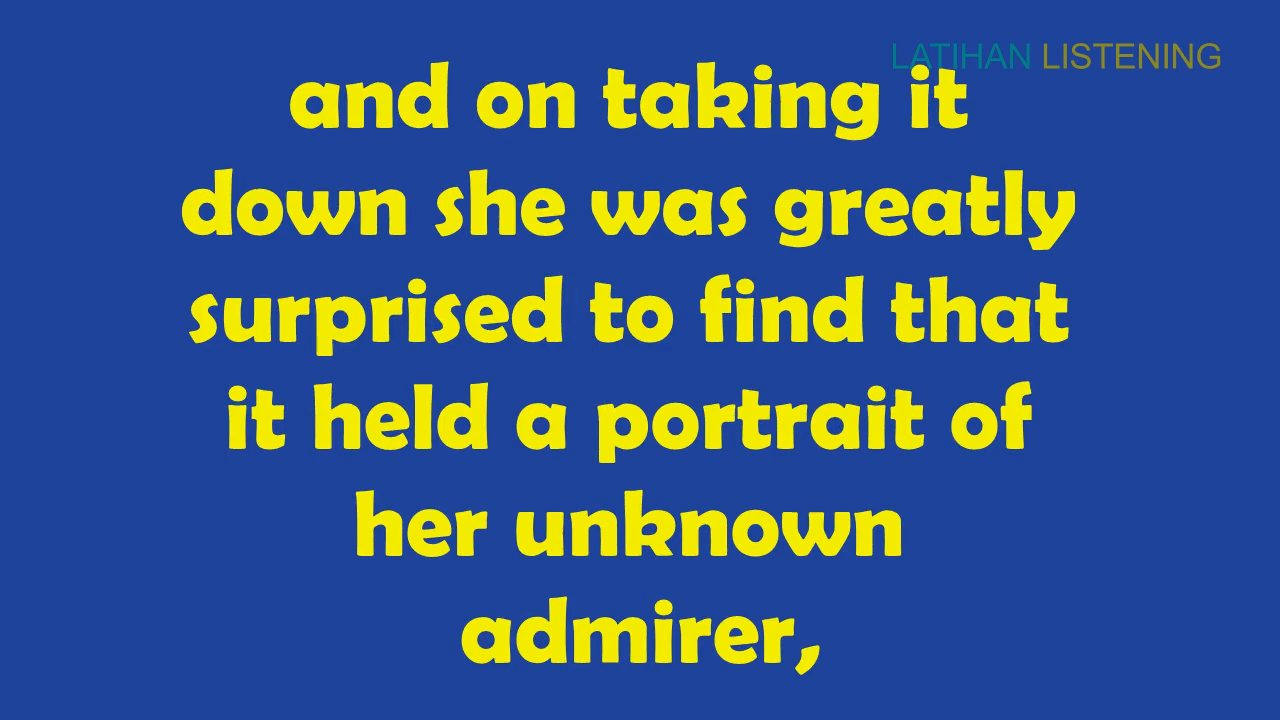 LATIHAN LISTENING
and on taking it
down she was greatly
surprised to find that
it held a portrait of
her unknown
admirer,